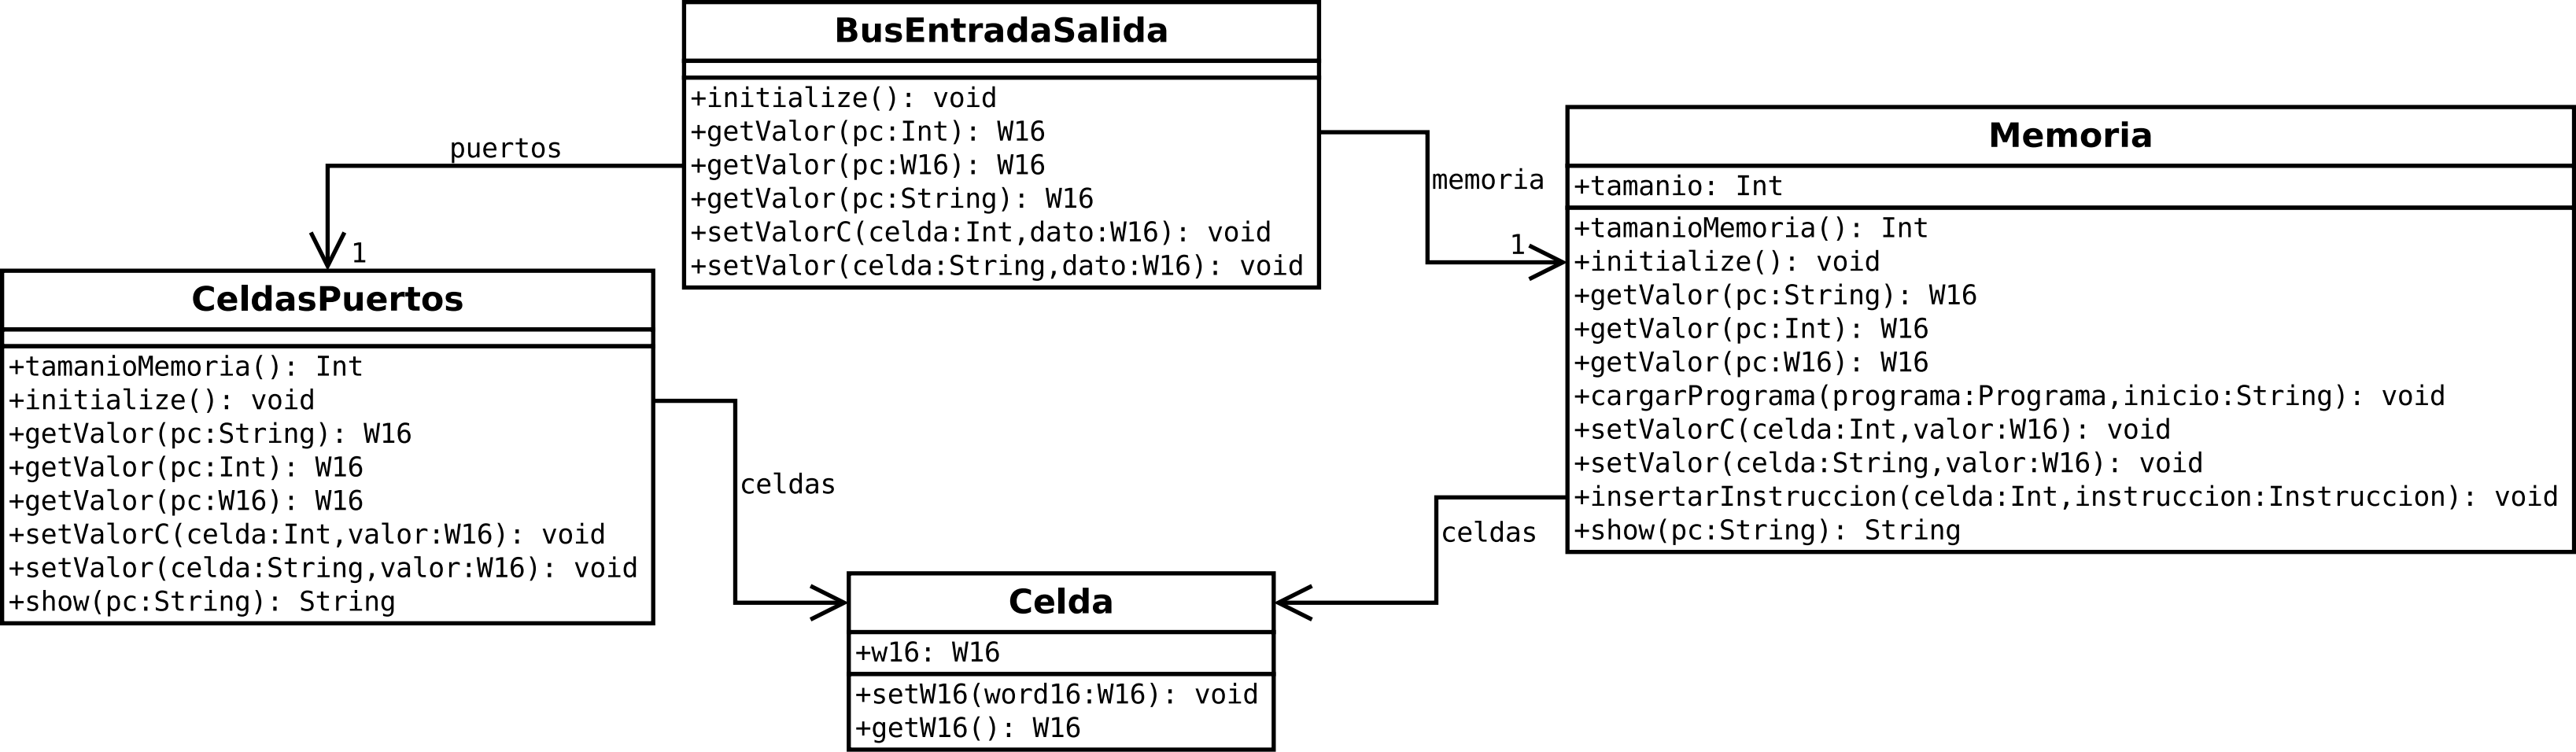 BusEntradaSalida
+initialize(): void
+getValor(pc:Int): W16
+getValor(pc:W16): W16
+getValor(pc:String): W16
+setValorC(celda:Int,dato:W16): void
+setValor(celda:String,dato:W16): void
puertos
1
memoria
1
Memoria
+tamanio: Int
+tamanioMemoria(): Int
+initialize(): void
+getValor(pc:String): W16
+getValor(pc:Int): W16
+getValor(pc:W16): W16
+cargarPrograma(programa:Programa,inicio:String): void
+setValorC(celda:Int,valor:W16): void
+setValor(celda:String,valor:W16): void
+insertarInstruccion(celda:Int,instruccion:Instruccion): void
+show(pc:String): String
CeldasPuertos
+tamanioMemoria(): Int
+initialize(): void
+getValor(pc:String): W16
+getValor(pc:Int): W16
+getValor(pc:W16): W16
+setValorC(celda:Int,valor:W16): void
+setValor(celda:String,valor:W16): void
+show(pc:String): String
celdas
celdas
Celda
+w16: W16
+setW16(word16:W16): void
+getW16(): W16